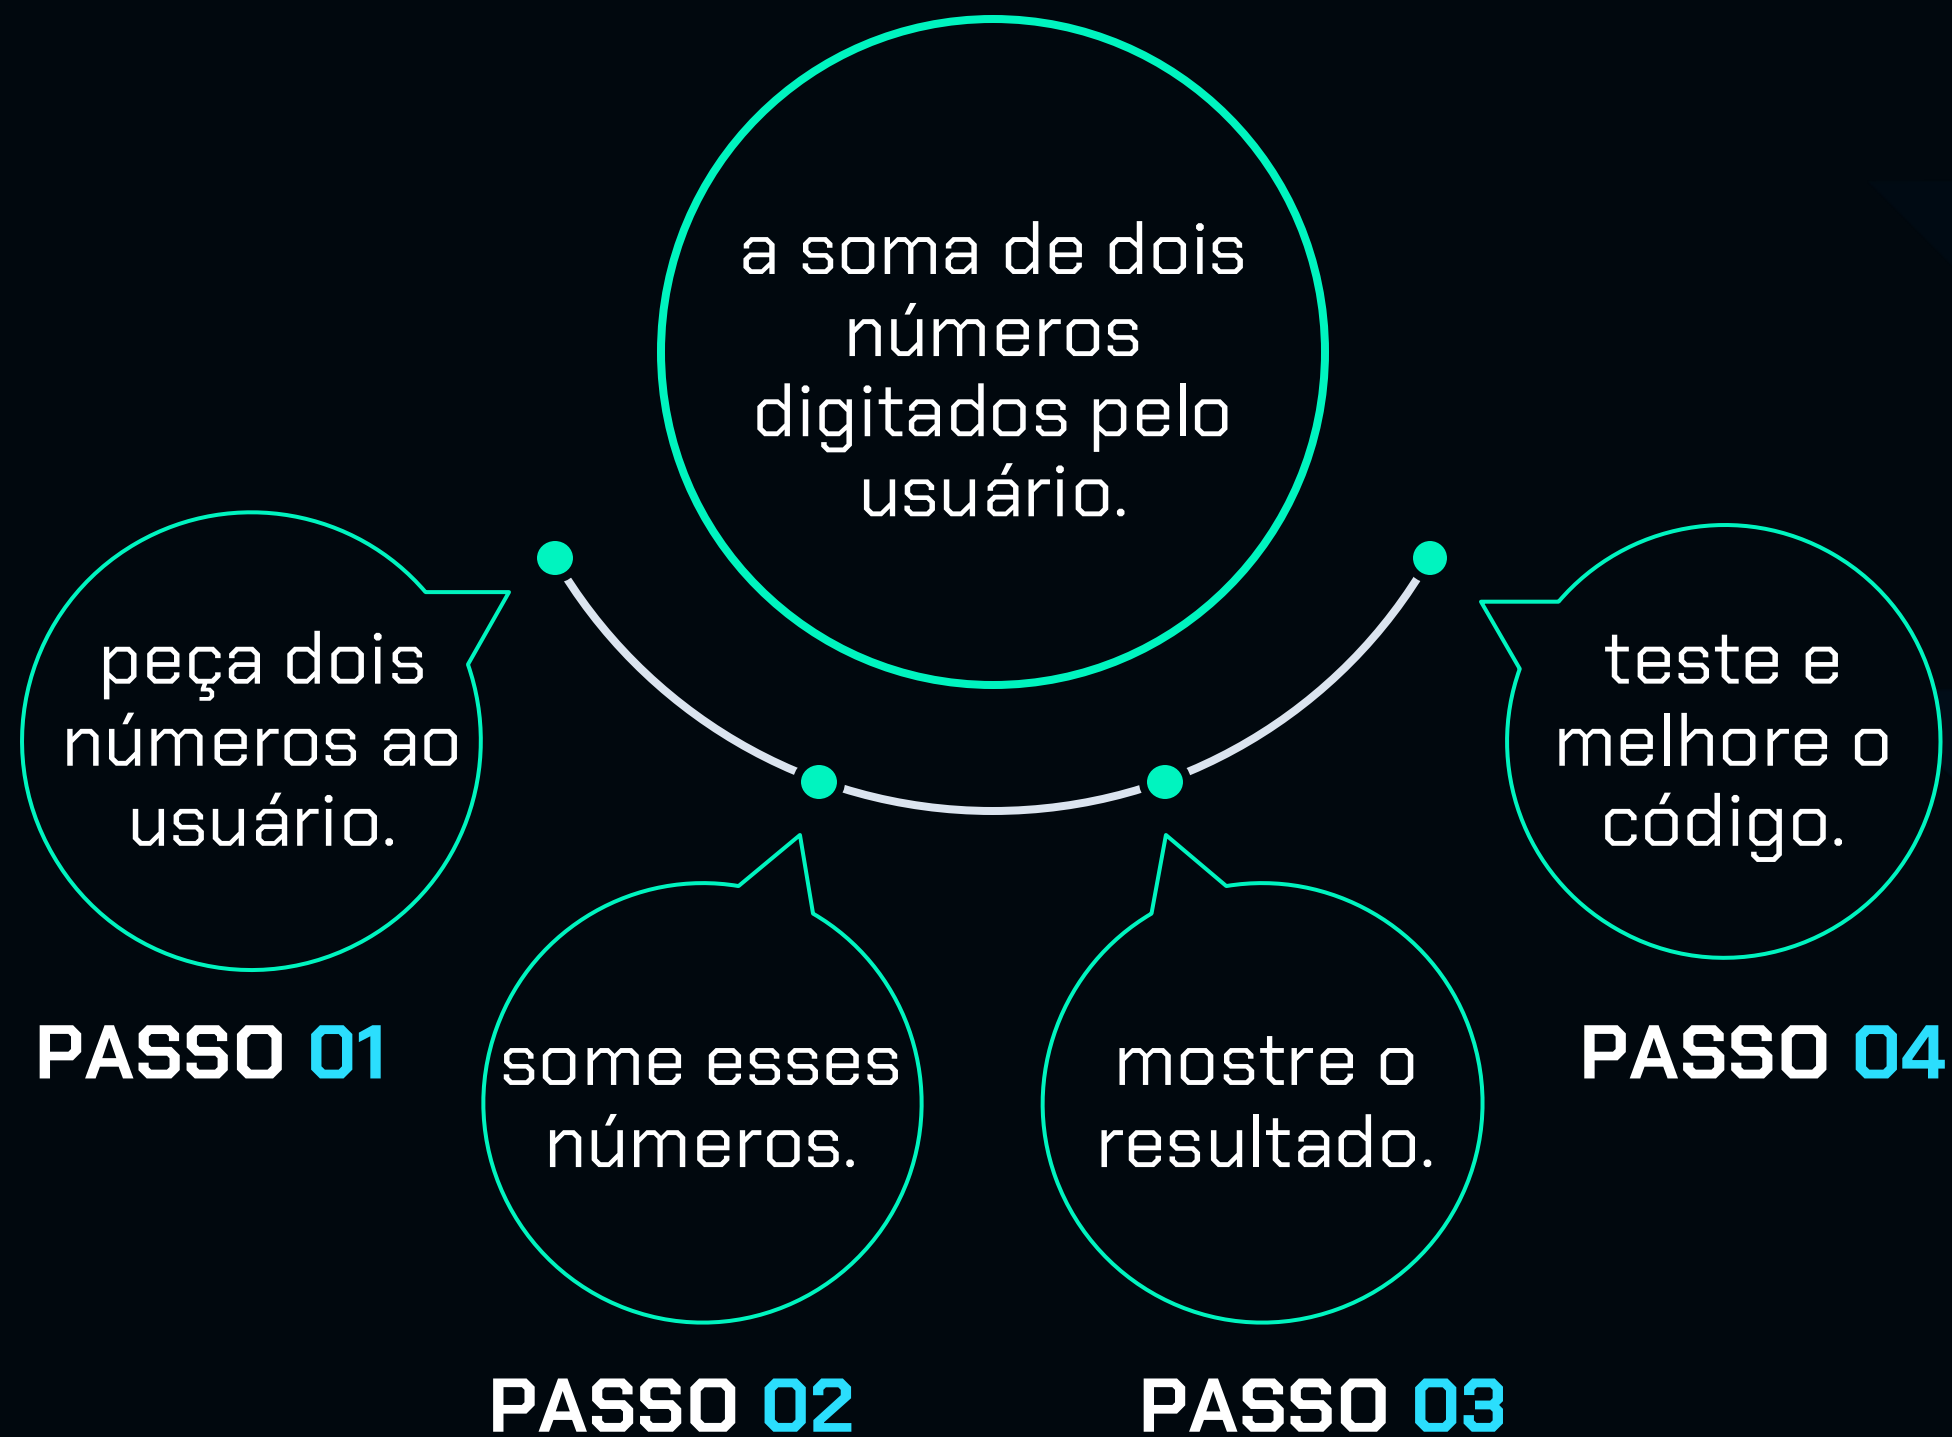 a soma de dois
números
digitados pelo
usuário.
peça dois
números ao
usuário.
PASSO 01
some esses
números.
PASSO 02
mostre o
resultado.
PASSO 03
teste e
melhore o
código.
PASSO 04